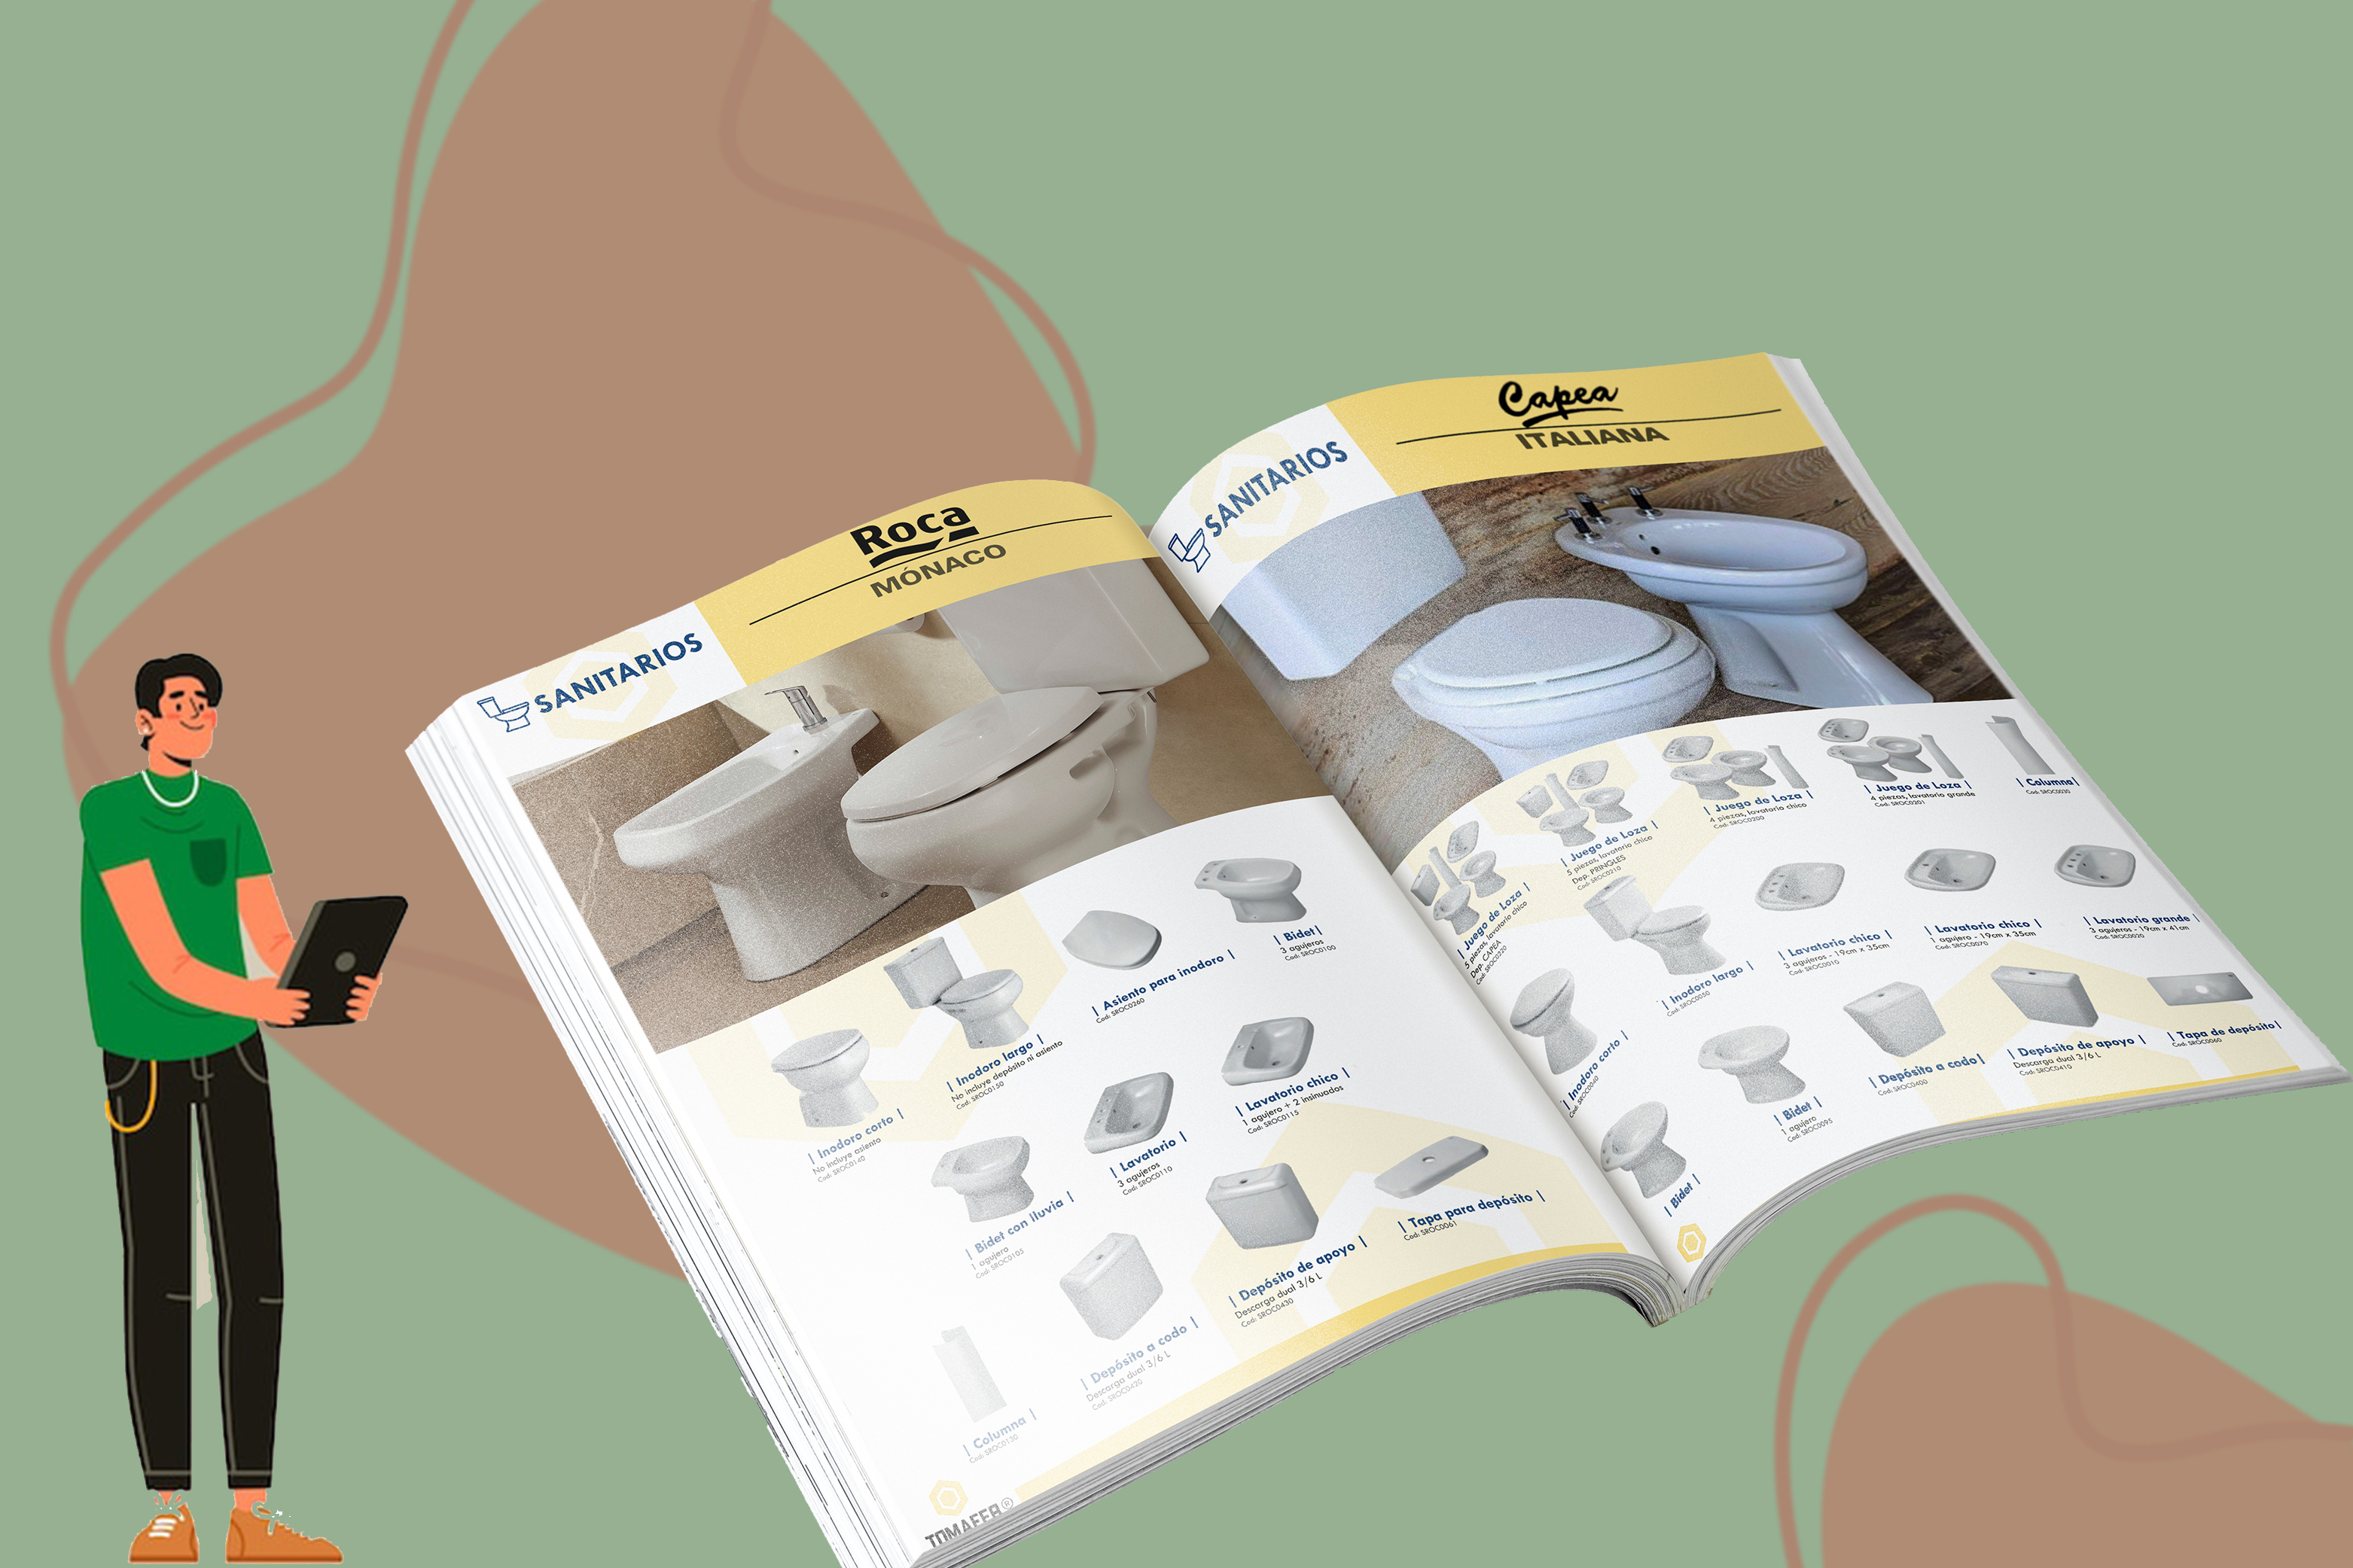 SANITARIOS
Roca
MÓNACO
| Bidet |
3 agujeros
Cod: SROC0100
| Asiento para inodoro |
Cod: SROC0260
| Inodoro largo |
No incluye depósito ni asiento
Cod: SROC0150
| Inodoro corto |
No incluye asiento
Cod: SROC0140
| Lavatorio chico |
1 agujero + 2 insinuados
Cod: SROC0115
| Lavatorio |
3 agujeros
Cod: SROC0110
| Bidet con lluvia |
1 agujero
Cod: SROC0105
| Tapa para depósito |
Cod: SROC0061
| Depósito de apoyo |
Descarga dual 3/6 L
Cod: SROC0430
| Depósito a codo |
Descarga dual 3/6 L
Cod: SROC0420
| Columna |
Cod: SROC0120
TOMAFER®
SANITARIOS
Capea
ITALIANA
| Juego de Loza |
5 piezas, lavatorio chico
Dep. CAPEA
Cod: SROC0220
| Juego de Loza |
5 piezas, lavatorio chico
Dep. PRINGLES
Cod: SROC0210
| Juego de Loza |
4 piezas, lavatorio chico
Cod: SROC0200
| Juego de Loza |
4 piezas, lavatorio grande
Cod: SROC0201
| Columna |
Cod: SROC0030
| Inodoro largo |
Cod: SROC0050
| Lavatorio chico |
3 agujeros - 19cm x 35cm
Cod: SROC0010
| Lavatorio chico |
1 agujero - 19cm x 35cm
Cod: SROC0070
| Lavatorio grande |
3 agujeros - 19cm x 41cm
Cod: SROC0020
| Inodoro corto |
Cod: SROC0040
| Bidet |
1 agujero
Cod: SROC0095
| Depósito a codo |
Cod: SROC0400
| Depósito de apoyo |
Descarga dual 3/6 L
Cod: SROC0410
| Tapa de depósito |
Cod: SROC0060
| Bidet |